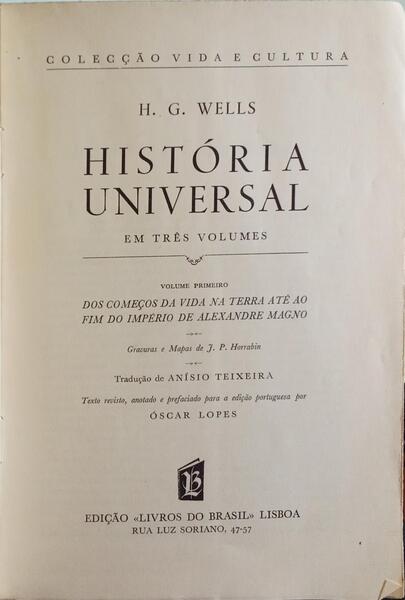 COLECÇÃO VIDA E CULTURA
H. G. WELLS
HISTÓRIA
UNIVERSAL
EM TRÊS VOLUMES
VOLUME PRIMEIRO
DOS COMEÇOS DA VIDA NA TERRA ATÉ AO
FIM DO IMPÉRIO DE ALEXANDRE MAGNO
Gravuras e Mapas de J. P. Horrabin
Tradução de ANÍSIO TEIXEIRA
Texto revisto, anotado e prefaciado para a edição portuguesa por
ÓSCAR LOPES
LB
EDIÇÃO «LIVROS DO BRASIL» LISBOA
RUA LUZ SORIANO, 47-57